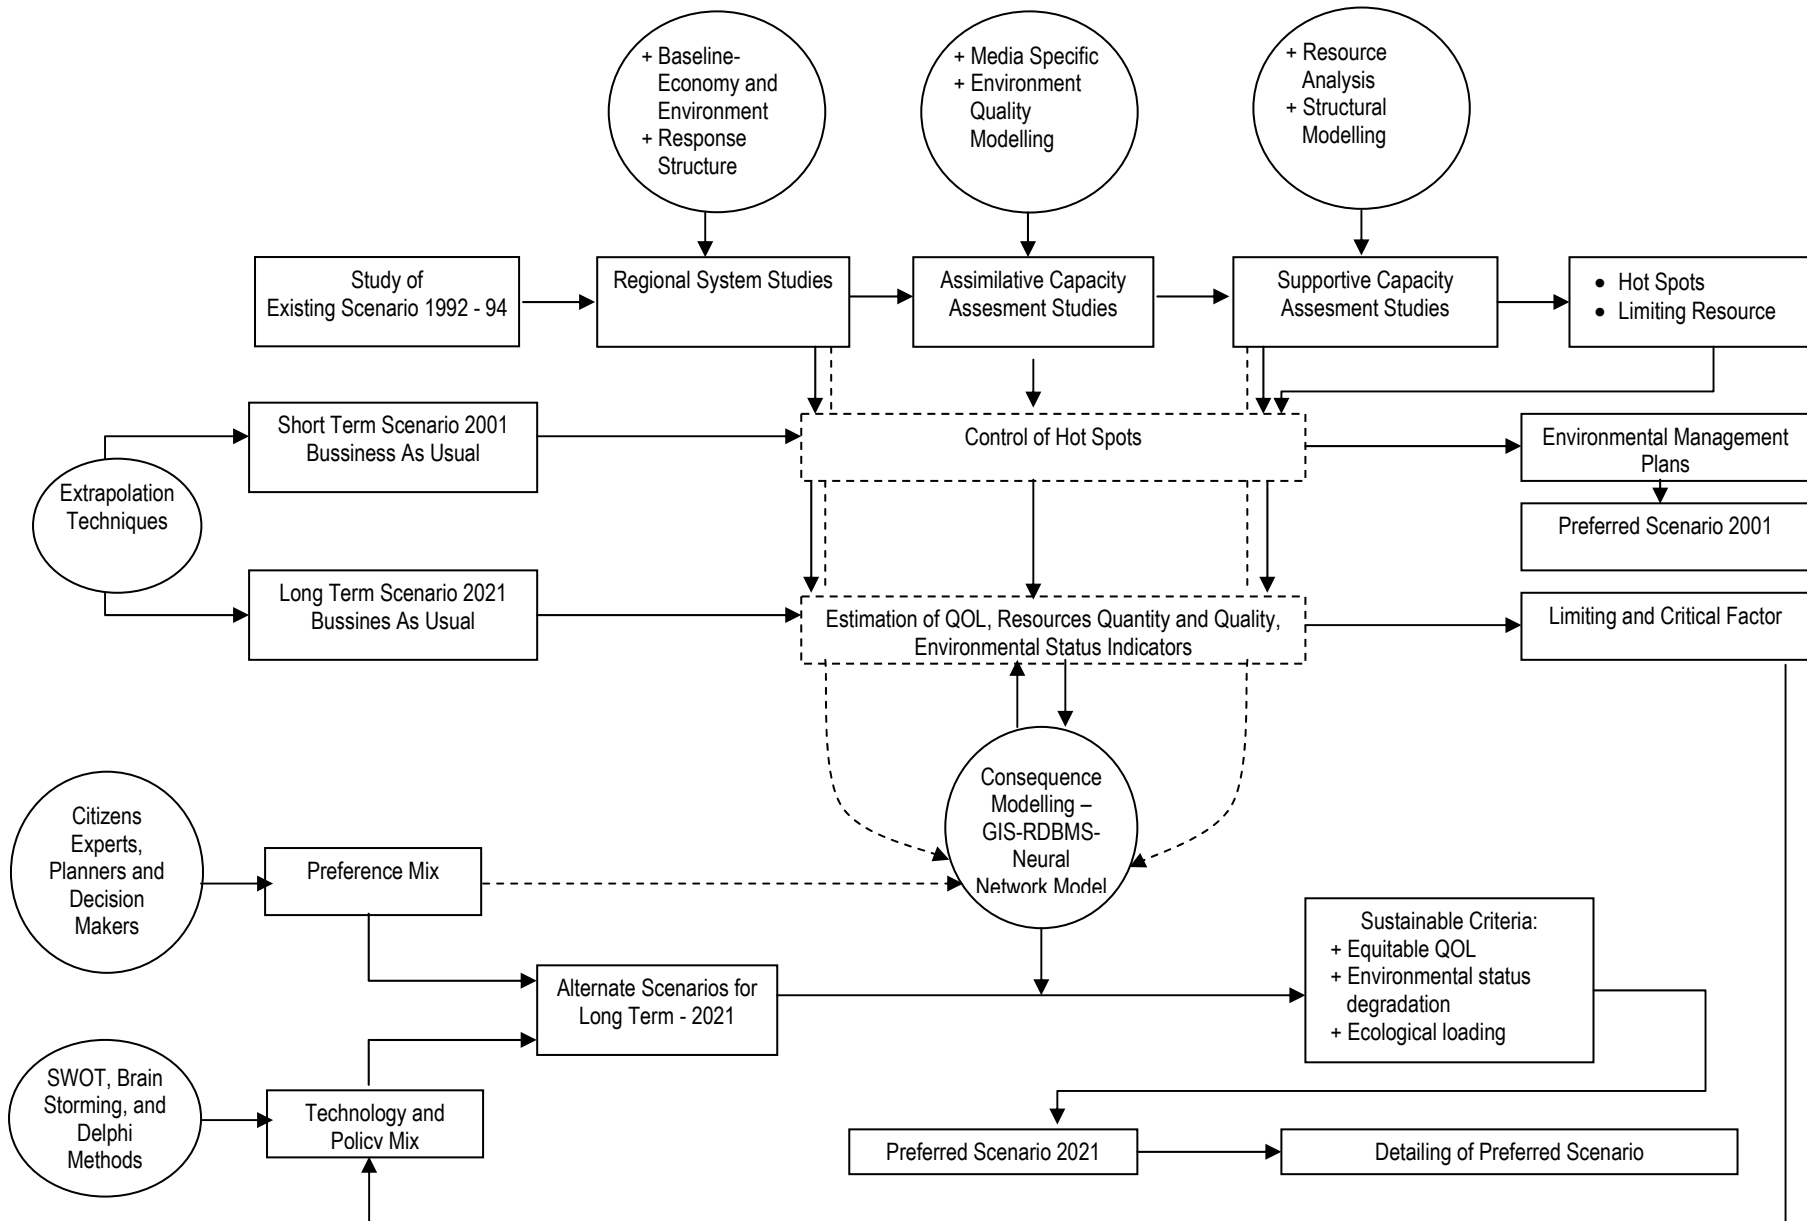 + Baseline-
Economy and
Environment
+ Response
Structure
+ Media Specific
+ Environment
Quality
Modelling
+ Resource
Analysis
+ Structural
Modelling
Study of
Existing Scenario 1992 - 94
Regional System Studies
Assimilative Capacity
Assesment Studies
Supportive Capacity
Assesment Studies
• Hot Spots
• Limiting Resource
Extrapolation
Techniques
Short Term Scenario 2001
Bussiness As Usual
Control of Hot Spots
Environmental Management
Plans
Preferred Scenario 2001
Long Term Scenario 2021
Bussines As Usual
Estimation of QOL, Resources Quantity and Quality,
Environmental Status Indicators
Limiting and Critical Factor
Consequence
Modelling –
GIS-RDBMS-
Neural
Network Model
Citizens
Experts,
Planners and
Decision
Makers
Preference Mix
Alternate Scenarios for
Long Term - 2021
Sustainable Criteria:
+ Equitable QOL
+ Environmental status
degradation
+ Ecological loading
SWOT, Brain
Storming, and
Delphi
Methods
Technology and
Policy Mix
Preferred Scenario 2021
Detailing of Preferred Scenario